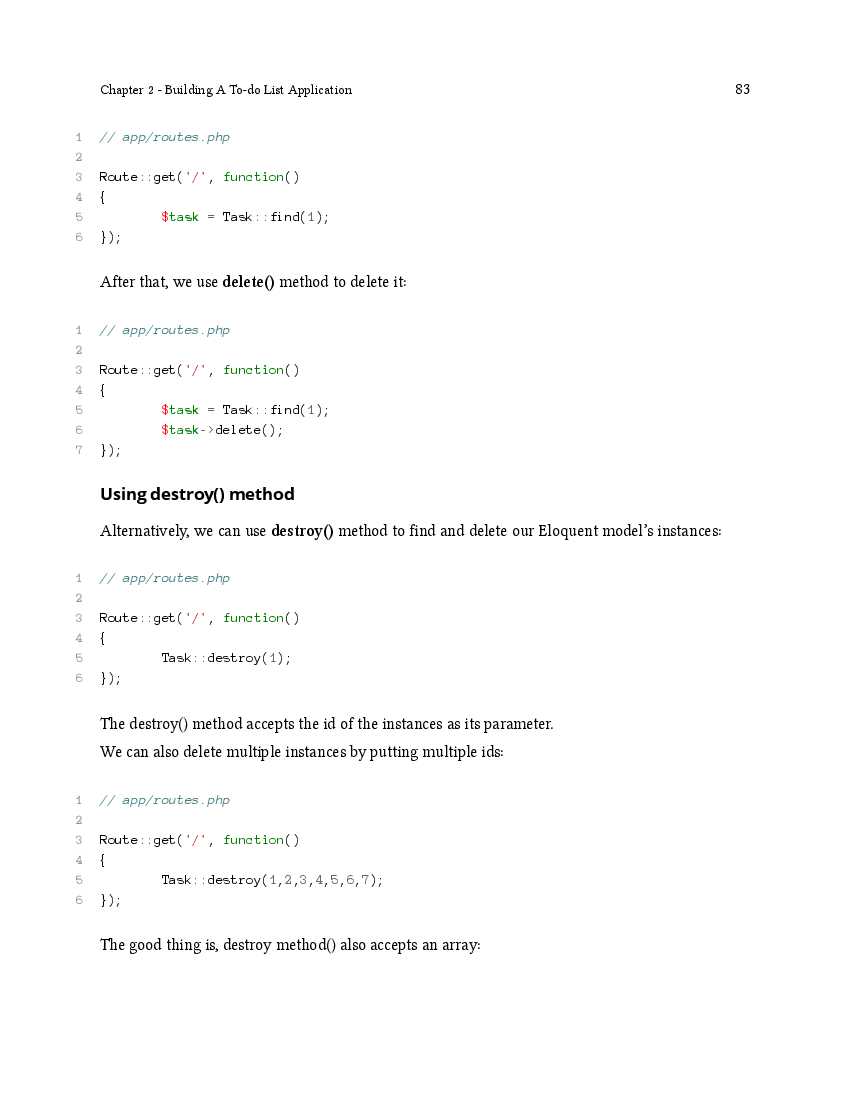 Chapter 2 - Building A To-do List Application 83
1 // app/routes.php
2
3 Route::get('/', function()
4 {
5         $task = Task::find(1);
6 });
After that, we use delete() method to delete it:
1 // app/routes.php
2
3 Route::get('/', function()
4 {
5         $task = Task::find(1);
6         $task->delete();
7 });
Using destroy() method
Alternatively, we can use destroy() method to find and delete our Eloquent model’s instances:
1 // app/routes.php
2
3 Route::get('/', function()
4 {
5         Task::destroy(1);
6 });
The destroy() method accepts the id of the instances as its parameter.
We can also delete multiple instances by putting multiple ids:
1 // app/routes.php
2
3 Route::get('/', function()
4 {
5         Task::destroy(1,2,3,4,5,6,7);
6 });
The good thing is, destroy method() also accepts an array: